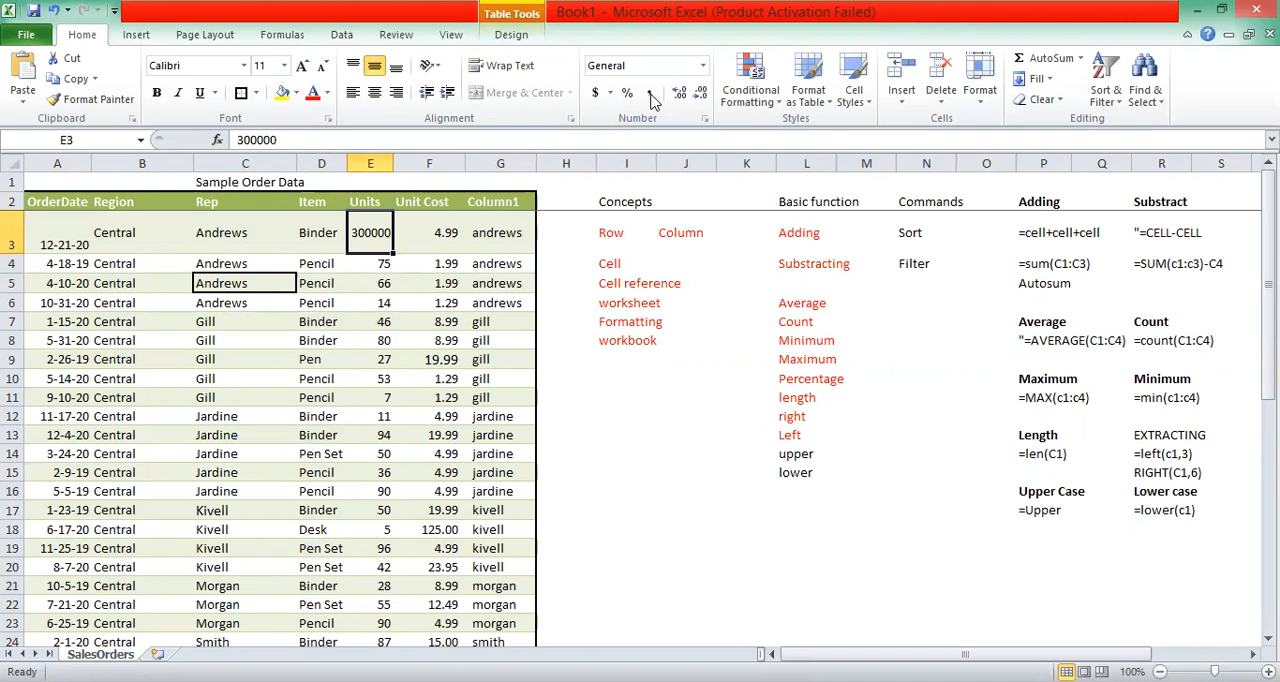 Table Tools
Book1 - Microsoft Excel (Product Activation Failed)
File Home Insert Page Layout Formulas Data Review View Design
Paste
Cut
Copy
Format Painter
Clipboard
Calibri 11
B I U
Font
Wrap Text
Merge & Center
Alignment
General
$ % ,
Number
Conditional Formatting
Format as Table
Cell Styles
Styles
Insert Delete Format
Cells
Σ AutoSum
Fill
Clear
Sort & Filter
Find & Select
Editing
E3 fx 300000
A B C D E F G H I J K L M N O P Q R S
1 Sample Order Data
2 OrderDate Region Rep Item Units Unit Cost Column1 Concepts Basic function Commands Adding Substract
3 12-21-20 Central Andrews Binder 300000 4.99 andrews Row Column Adding Sort =cell+cell+cell "=CELL-CELL
4 4-18-19 Central Andrews Pencil 75 1.99 andrews Cell Substracting Filter =sum(C1:C3) =SUM(c1:c3)-C4
5 4-10-20 Central Andrews Pencil 66 1.99 andrews Cell reference Autosum
6 10-31-20 Central Andrews Pencil 14 1.29 andrews worksheet Average
7 1-15-20 Central Gill Binder 46 8.99 gill Formatting Count Average Count
8 5-31-20 Central Gill Binder 80 8.99 gill workbook Minimum "=AVERAGE(C1:C4) =count(C1:C4)
9 2-26-19 Central Gill Pen 27 19.99 gill Maximum
10 5-14-20 Central Gill Pencil 53 1.29 gill Percentage Maximum Minimum
11 9-10-20 Central Gill Pencil 7 1.29 gill length =MAX(c1:c4) =min(c1:c4)
12 11-17-20 Central Jardine Binder 11 4.99 jardine right
13 12-4-20 Central Jardine Binder 94 19.99 jardine Left Length EXTRACTING
14 3-24-20 Central Jardine Pen Set 50 4.99 jardine upper =len(C1) =left(c1,3)
15 2-9-19 Central Jardine Pencil 36 4.99 jardine lower RIGHT(C1,6)
16 5-5-19 Central Jardine Pencil 90 4.99 jardine Upper Case Lower case
17 1-23-19 Central Kivell Binder 50 19.99 kivell =Upper =lower(c1)
18 6-17-20 Central Kivell Desk 5 125.00 kivell
19 11-25-19 Central Kivell Pen Set 96 4.99 kivell
20 8-7-20 Central Kivell Pen Set 42 23.95 kivell
21 10-5-19 Central Morgan Binder 28 8.99 morgan
22 7-21-20 Central Morgan Pen Set 55 12.49 morgan
23 6-25-19 Central Morgan Pencil 90 4.99 morgan
24 2-1-20 Central Smith Binder 87 15.00 smith
SalesOrders
Ready 100%